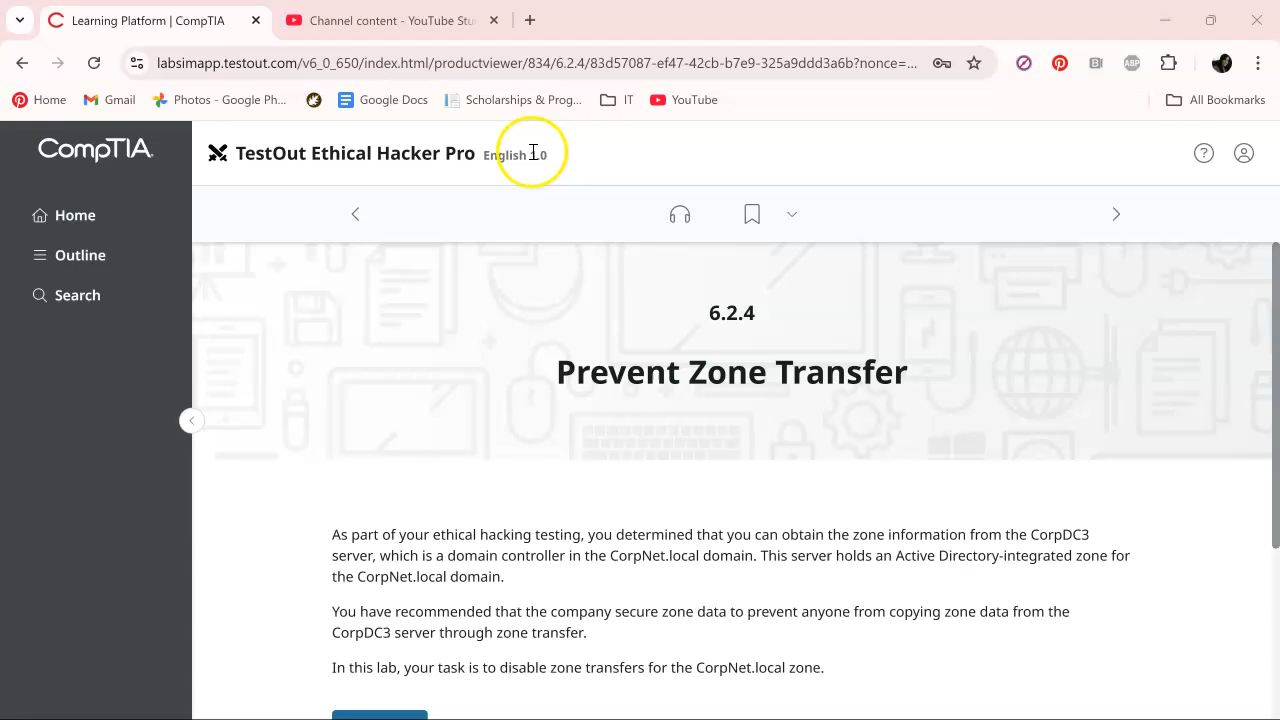 Learning Platform | CompTIA
Channel content - YouTube Stu
labsimapp.testout.com/v6_0_650/index.html/productviewer/834/6.2.4/83d57087-ef47-42cb-b7e9-325a9ddd3a6b?nonce=...
Home
Gmail
Photos - Google Ph...
Google Docs
Scholarships & Prog...
IT
YouTube
All Bookmarks
CompTIA.
TestOut Ethical Hacker Pro English
Home
Outline
Search
6.2.4
Prevent Zone Transfer
As part of your ethical hacking testing, you determined that you can obtain the zone information from the CorpDC3
server, which is a domain controller in the CorpNet.local domain. This server holds an Active Directory-integrated zone for
the CorpNet.local domain.
You have recommended that the company secure zone data to prevent anyone from copying zone data from the
CorpDC3 server through zone transfer.
In this lab, your task is to disable zone transfers for the CorpNet.local zone.